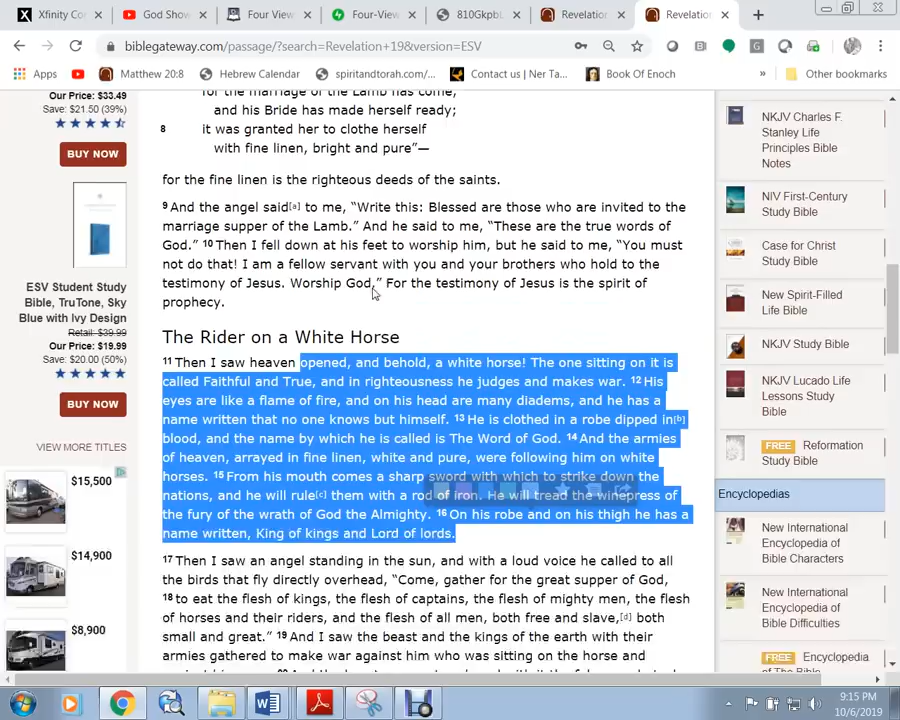 Xfinity Co
God Show
Four View
Four-View
810GkpbL
Revelation
Revelation
biblegateway.com/passage/?search=Revelation+19&version=ESV
Apps
Matthew 20:8
Hebrew Calendar
spiritandtorah.com/...
Contact us | Ner Ta...
Book Of Enoch
»
Other bookmarks
Our Price: $33.49
Save: $21.50 (39%)
BUY NOW
ESV Student Study
Bible, TruTone, Sky
Blue with Ivy Design
Retail: $39.99
Our Price: $19.99
Save: $20.00 (50%)
BUY NOW
VIEW MORE TITLES
$15,500
$14,900
$8,900
for the marriage of the Lamb has come,
and his Bride has made herself ready;
8 it was granted her to clothe herself
with fine linen, bright and pure”—
for the fine linen is the righteous deeds of the saints.
9 And the angel said[a] to me, “Write this: Blessed are those who are invited to the
marriage supper of the Lamb.” And he said to me, “These are the true words of
God.” 10 Then I fell down at his feet to worship him, but he said to me, “You must
not do that! I am a fellow servant with you and your brothers who hold to the
testimony of Jesus. Worship God.” For the testimony of Jesus is the spirit of
prophecy.
The Rider on a White Horse
11 Then I saw heaven opened, and behold, a white horse! The one sitting on it is
called Faithful and True, and in righteousness he judges and makes war. 12 His
eyes are like a flame of fire, and on his head are many diadems, and he has a
name written that no one knows but himself. 13 He is clothed in a robe dipped in[b]
blood, and the name by which he is called is The Word of God. 14 And the armies
of heaven, arrayed in fine linen, white and pure, were following him on white
horses. 15 From his mouth comes a sharp sword with which to strike down the
nations, and he will rule[c] them with a rod of iron. He will tread the winepress of
the fury of the wrath of God the Almighty. 16 On his robe and on his thigh he has a
name written, King of kings and Lord of lords.
17 Then I saw an angel standing in the sun, and with a loud voice he called to all
the birds that fly directly overhead, “Come, gather for the great supper of God,
18 to eat the flesh of kings, the flesh of captains, the flesh of mighty men, the flesh
of horses and their riders, and the flesh of all men, both free and slave,[d] both
small and great.” 19 And I saw the beast and the kings of the earth with their
armies gathered to make war against him who was sitting on the horse and
NKJV Charles F.
Stanley Life
Principles Bible
Notes
NIV First-Century
Study Bible
Case for Christ
Study Bible
New Spirit-Filled
Life Bible
NKJV Study Bible
NKJV Lucado Life
Lessons Study
Bible
FREE Reformation
Study Bible
Encyclopedias
New International
Encyclopedia of
Bible Characters
New International
Encyclopedia of
Bible Difficulties
FREE Encyclopedia
9:15 PM
10/6/2019